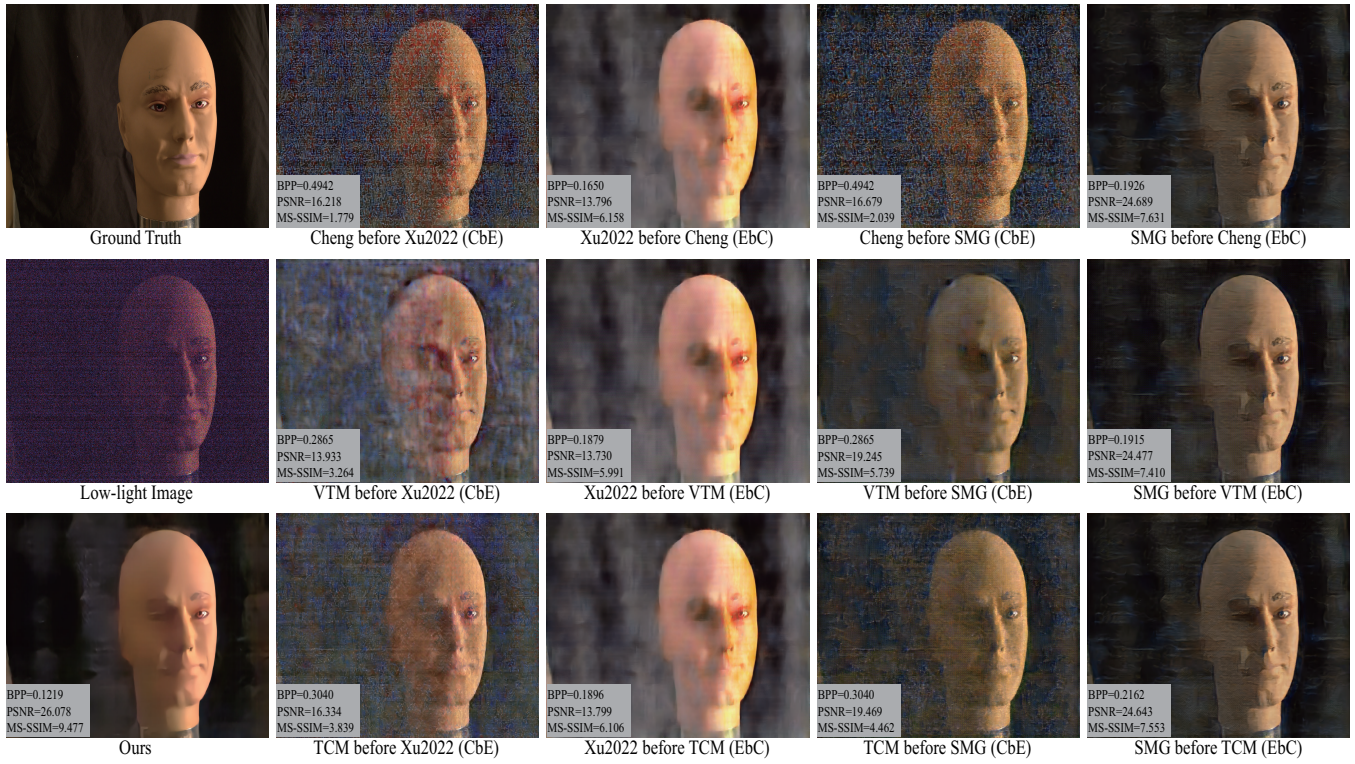 BPP=0.4942
PSNR=16.218
MS-SSIM=1.779
BPP=0.1650
PSNR=13.796
MS-SSIM=6.158
BPP=0.4942
PSNR=16.679
MS-SSIM=2.039
BPP=0.1926
PSNR=24.689
MS-SSIM=7.631
Ground Truth
Cheng before Xu2022 (CbE)
Xu2022 before Cheng (EbC)
Cheng before SMG (CbE)
SMG before Cheng (EbC)
BPP=0.2865
PSNR=13.933
MS-SSIM=3.264
BPP=0.1879
PSNR=13.730
MS-SSIM=5.991
BPP=0.2865
PSNR=19.245
MS-SSIM=5.739
BPP=0.1915
PSNR=24.477
MS-SSIM=7.410
Low-light Image
VTM before Xu2022 (CbE)
Xu2022 before VTM (EbC)
VTM before SMG (CbE)
SMG before VTM (EbC)
BPP=0.1219
PSNR=26.078
MS-SSIM=9.477
BPP=0.3040
PSNR=16.334
MS-SSIM=3.839
BPP=0.1896
PSNR=13.799
MS-SSIM=6.106
BPP=0.3040
PSNR=19.469
MS-SSIM=4.462
BPP=0.2162
PSNR=24.643
MS-SSIM=7.553
Ours
TCM before Xu2022 (CbE)
Xu2022 before TCM (EbC)
TCM before SMG (CbE)
SMG before TCM (EbC)